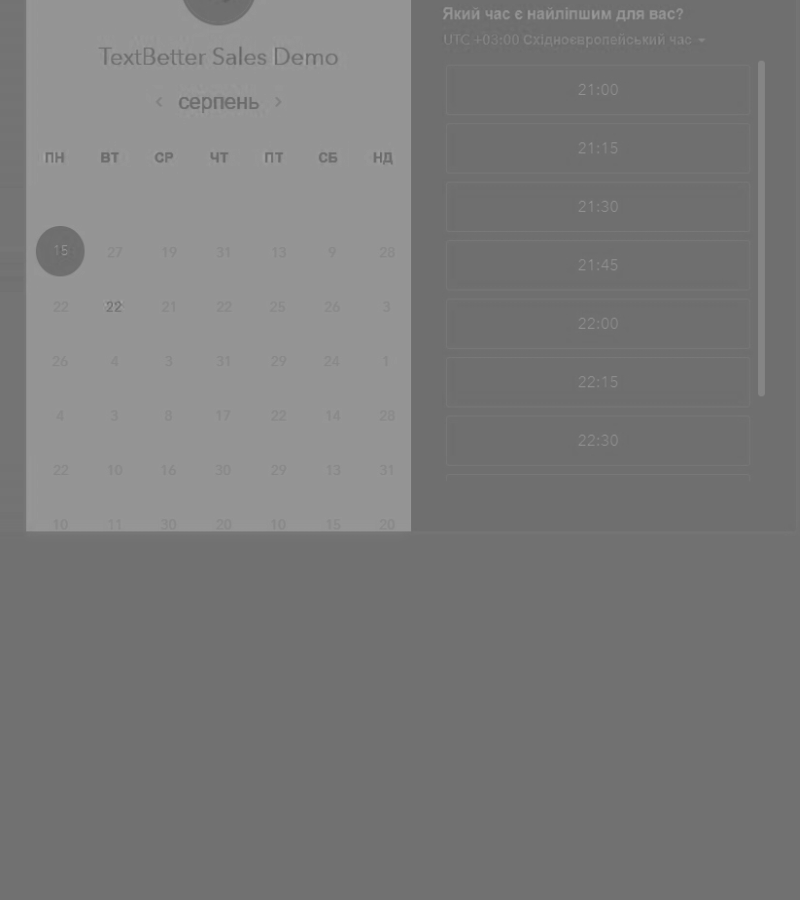 TextBetter Sales Demo
‹ серпень ›
ПН ВТ СР ЧТ ПТ СБ НД
15 27 19 31 13 9 28
22 22 21 22 25 26 3
26 4 3 31 29 24 1
4 3 8 17 22 14 28
22 10 16 30 29 13 31
10 11 30 20 10 15 20
Який час є найліпшим для вас?
UTC +03:00 Східноєвропейський час
21:00
21:15
21:30
21:45
22:00
22:15
22:30